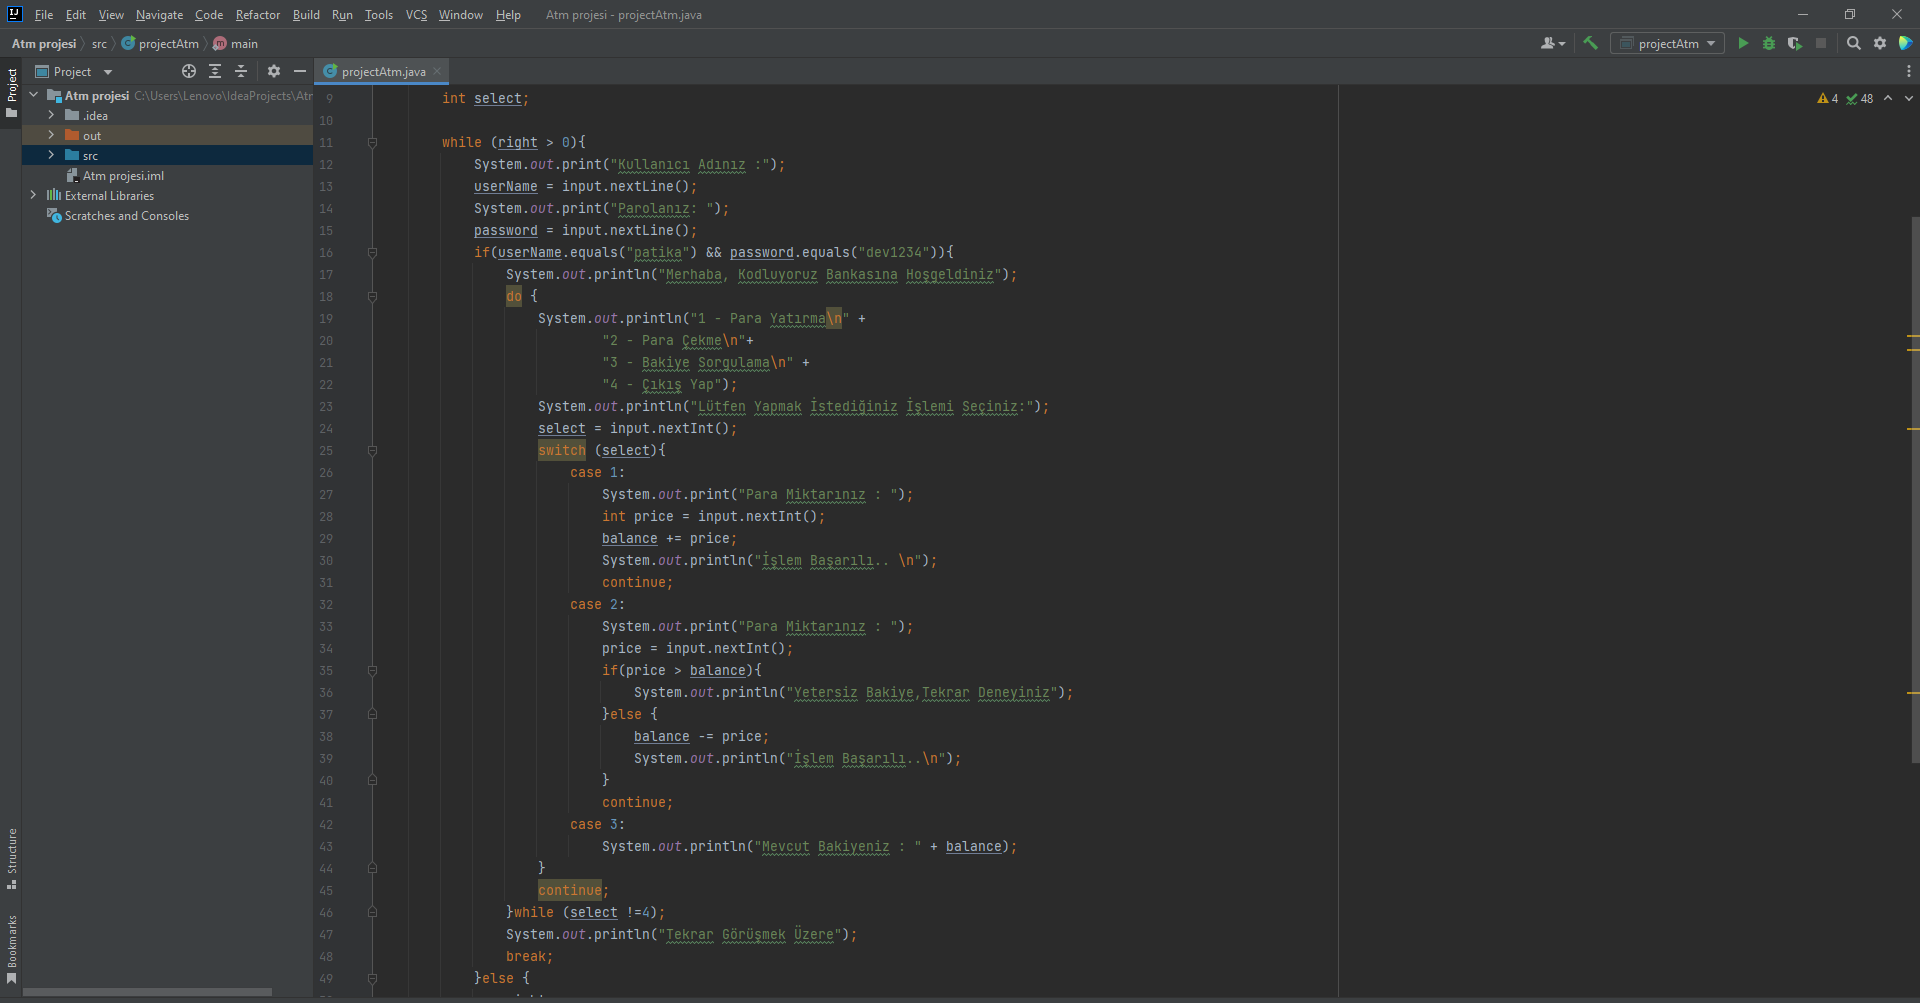 File Edit View Navigate Code Refactor Build Run Tools VCS Window Help Atm projesi - projectAtm.java
Atm projesi src projectAtm main projectAtm
Project projectAtm.java
Project
Atm projesi C:\Users\Lenovo\IdeaProjects\Atm
.idea
out
src
Atm projesi.iml
External Libraries
Scratches and Consoles
Structure
Bookmarks
4 48
9 int select;
10
11 while (right > 0){
12 System.out.print("Kullanıcı Adınız :");
13 userName = input.nextLine();
14 System.out.print("Parolanız: ");
15 password = input.nextLine();
16 if(userName.equals("patika") && password.equals("dev1234")){
17 System.out.println("Merhaba, Kodluyoruz Bankasına Hoşgeldiniz");
18 do {
19 System.out.println("1 - Para Yatırma\n" +
20 "2 - Para Çekme\n"+
21 "3 - Bakiye Sorgulama\n" +
22 "4 - Çıkış Yap");
23 System.out.println("Lütfen Yapmak İstediğiniz İşlemi Seçiniz:");
24 select = input.nextInt();
25 switch (select){
26 case 1:
27 System.out.print("Para Miktarınız : ");
28 int price = input.nextInt();
29 balance += price;
30 System.out.println("İşlem Başarılı.. \n");
31 continue;
32 case 2:
33 System.out.print("Para Miktarınız : ");
34 price = input.nextInt();
35 if(price > balance){
36 System.out.println("Yetersiz Bakiye,Tekrar Deneyiniz");
37 }else {
38 balance -= price;
39 System.out.println("İşlem Başarılı..\n");
40 }
41 continue;
42 case 3:
43 System.out.println("Mevcut Bakiyeniz : " + balance);
44 }
45 continue;
46 }while (select !=4);
47 System.out.println("Tekrar Görüşmek Üzere");
48 break;
49 }else {